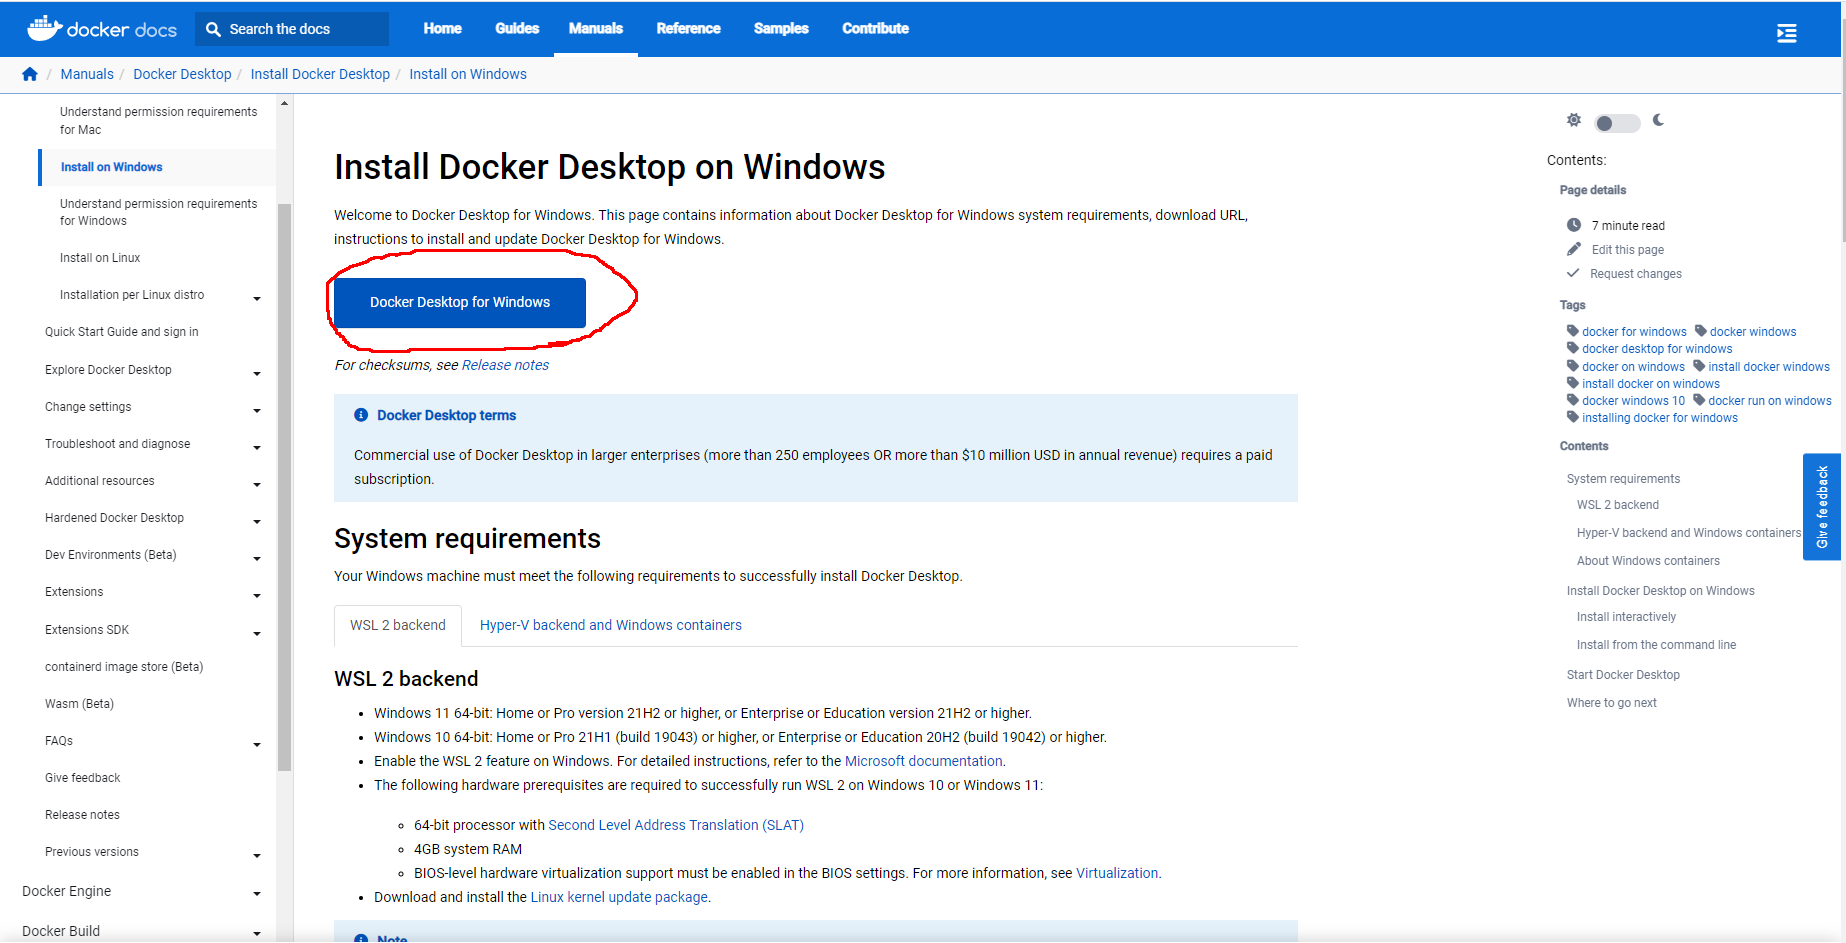 docker docs
Search the docs
Home Guides Manuals Reference Samples Contribute
/ Manuals / Docker Desktop / Install Docker Desktop / Install on Windows
Understand permission requirements
for Mac
Install on Windows
Understand permission requirements
for Windows
Install on Linux
Installation per Linux distro
Quick Start Guide and sign in
Explore Docker Desktop
Change settings
Troubleshoot and diagnose
Additional resources
Hardened Docker Desktop
Dev Environments (Beta)
Extensions
Extensions SDK
containerd image store (Beta)
Wasm (Beta)
FAQs
Give feedback
Release notes
Previous versions
Docker Engine
Docker Build
Install Docker Desktop on Windows
Welcome to Docker Desktop for Windows. This page contains information about Docker Desktop for Windows system requirements, download URL,
instructions to install and update Docker Desktop for Windows.
Docker Desktop for Windows
For checksums, see Release notes
Docker Desktop terms
Commercial use of Docker Desktop in larger enterprises (more than 250 employees OR more than $10 million USD in annual revenue) requires a paid
subscription.
System requirements
Your Windows machine must meet the following requirements to successfully install Docker Desktop.
WSL 2 backend Hyper-V backend and Windows containers
WSL 2 backend
• Windows 11 64-bit: Home or Pro version 21H2 or higher, or Enterprise or Education version 21H2 or higher.
• Windows 10 64-bit: Home or Pro 21H1 (build 19043) or higher, or Enterprise or Education 20H2 (build 19042) or higher.
• Enable the WSL 2 feature on Windows. For detailed instructions, refer to the Microsoft documentation.
• The following hardware prerequisites are required to successfully run WSL 2 on Windows 10 or Windows 11:
◦ 64-bit processor with Second Level Address Translation (SLAT)
◦ 4GB system RAM
◦ BIOS-level hardware virtualization support must be enabled in the BIOS settings. For more information, see Virtualization.
• Download and install the Linux kernel update package.
Note
Contents:
Page details
7 minute read
Edit this page
Request changes
Tags
docker for windows docker windows
docker desktop for windows
docker on windows install docker windows
install docker on windows
docker windows 10 docker run on windows
installing docker for windows
Contents
System requirements
WSL 2 backend
Hyper-V backend and Windows containers
About Windows containers
Install Docker Desktop on Windows
Install interactively
Install from the command line
Start Docker Desktop
Where to go next
Give feedback